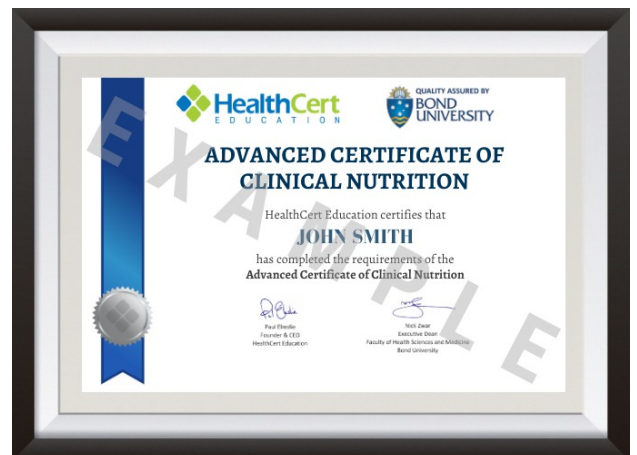 HealthCert
EDUCATION
QUALITY ASSURED BY
BOND
UNIVERSITY
ADVANCED CERTIFICATE OF
CLINICAL NUTRITION
HealthCert Education certifies that
JOHN SMITH
has completed the requirements of the
Advanced Certificate of Clinical Nutrition
Paul Elmslie
Founder & CEO
HealthCert Education
Nick Zwar
Executive Dean
Faculty of Health Sciences and Medicine
Bond University
EXAMPLE